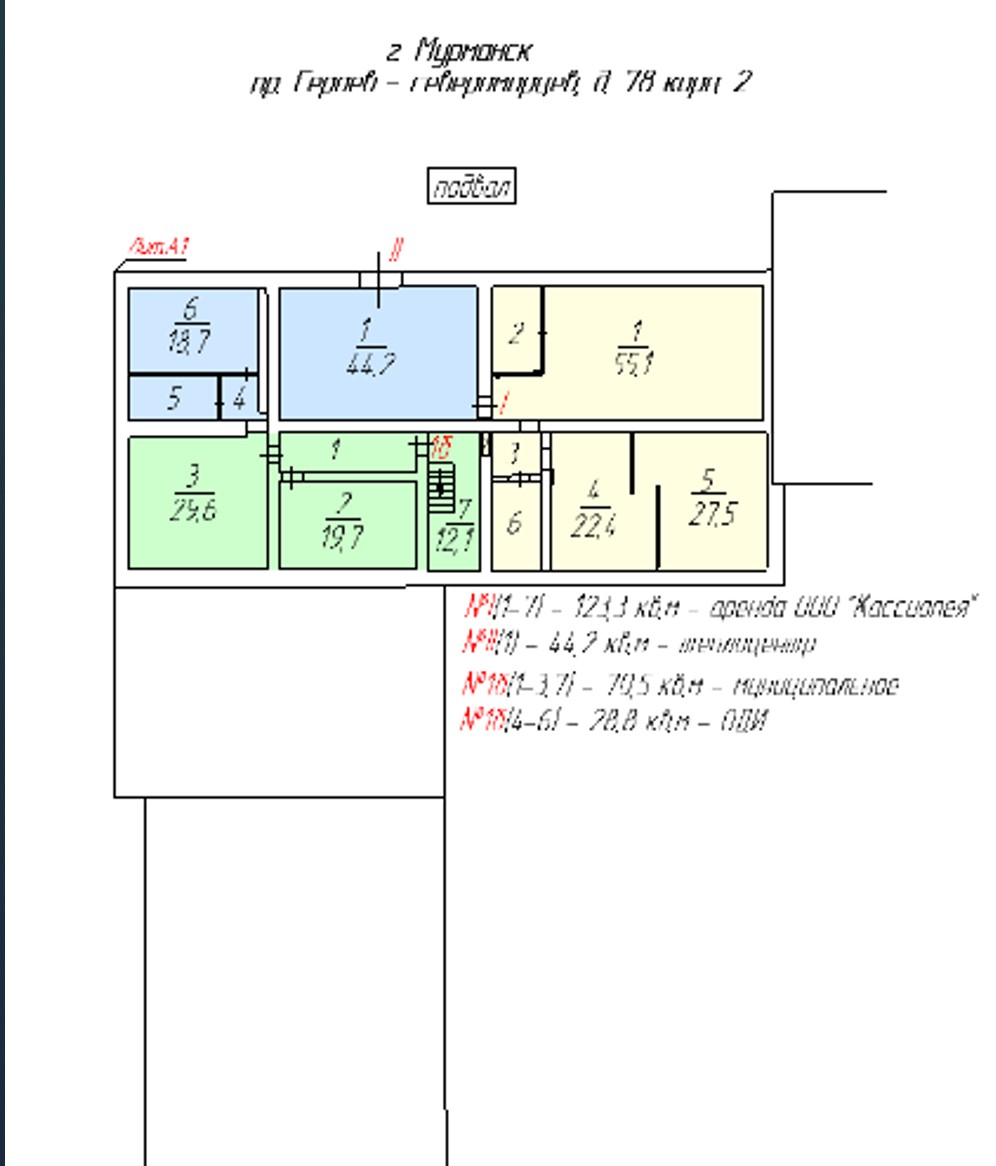 г. Мурманск
пр. Героев - североморцев, д. 78 корп. 2
подвал
Лит.А1
II
6
18,7
1
44,2
2
1
55,1
5
4
I
3
29,6
1
1б
3
2
19,7
7
12,1
6
4
22,4
5
27,5
№I(1-7) - 123,3 кв.м - аренда ООО "Кассиопея"
№II(1) - 44,2 кв.м - теплоцентр
№1б(1-3,7) - 70,5 кв.м - муниципальное
№1б(4-6) - 28,8 кв.м - ОДИ